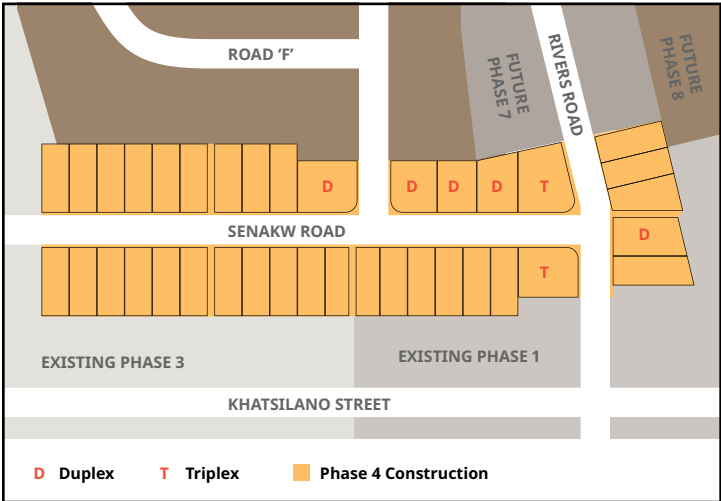 ROAD ‘F’
FUTURE
PHASE 7
RIVERS ROAD
FUTURE
PHASE 8
D
D
D
D
T
SENAKW ROAD
D
T
EXISTING PHASE 3
EXISTING PHASE 1
KHATSILANO STREET
D Duplex
T Triplex
Phase 4 Construction